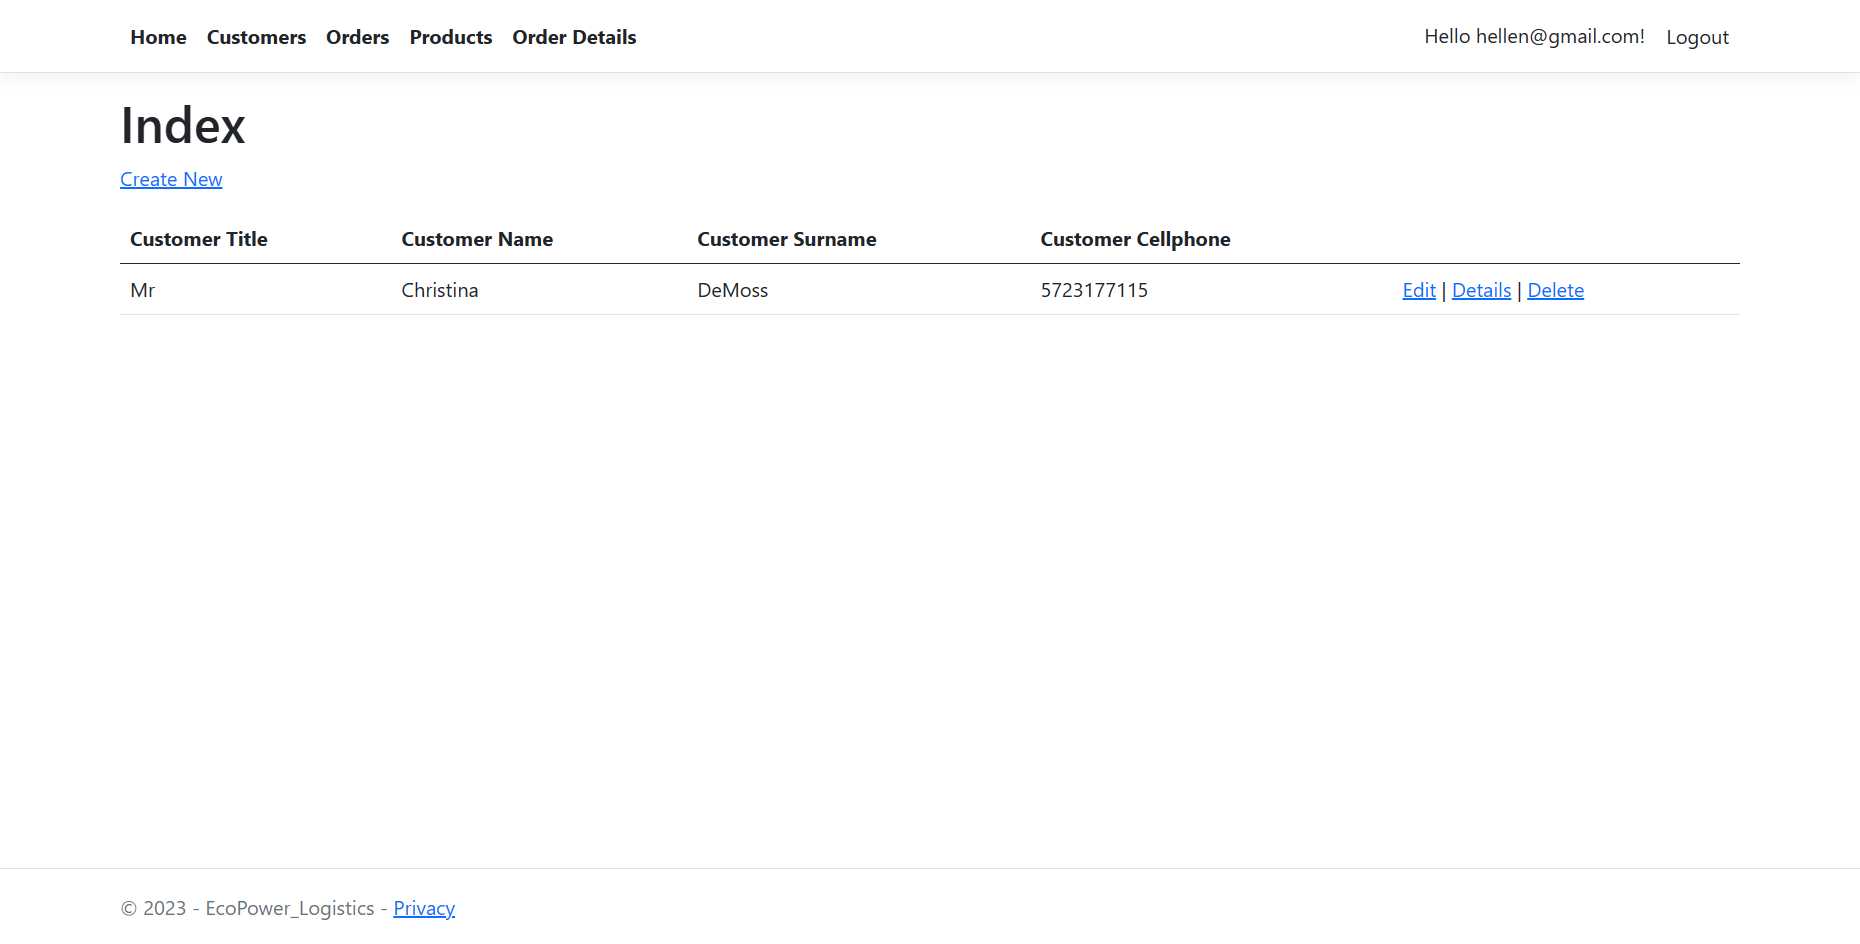 Home Customers Orders Products Order Details Hello hellen@gmail.com! Logout
Index
Create New
Customer Title Customer Name Customer Surname Customer Cellphone
Mr Christina DeMoss 5723177115 Edit | Details | Delete
© 2023 - EcoPower_Logistics - Privacy